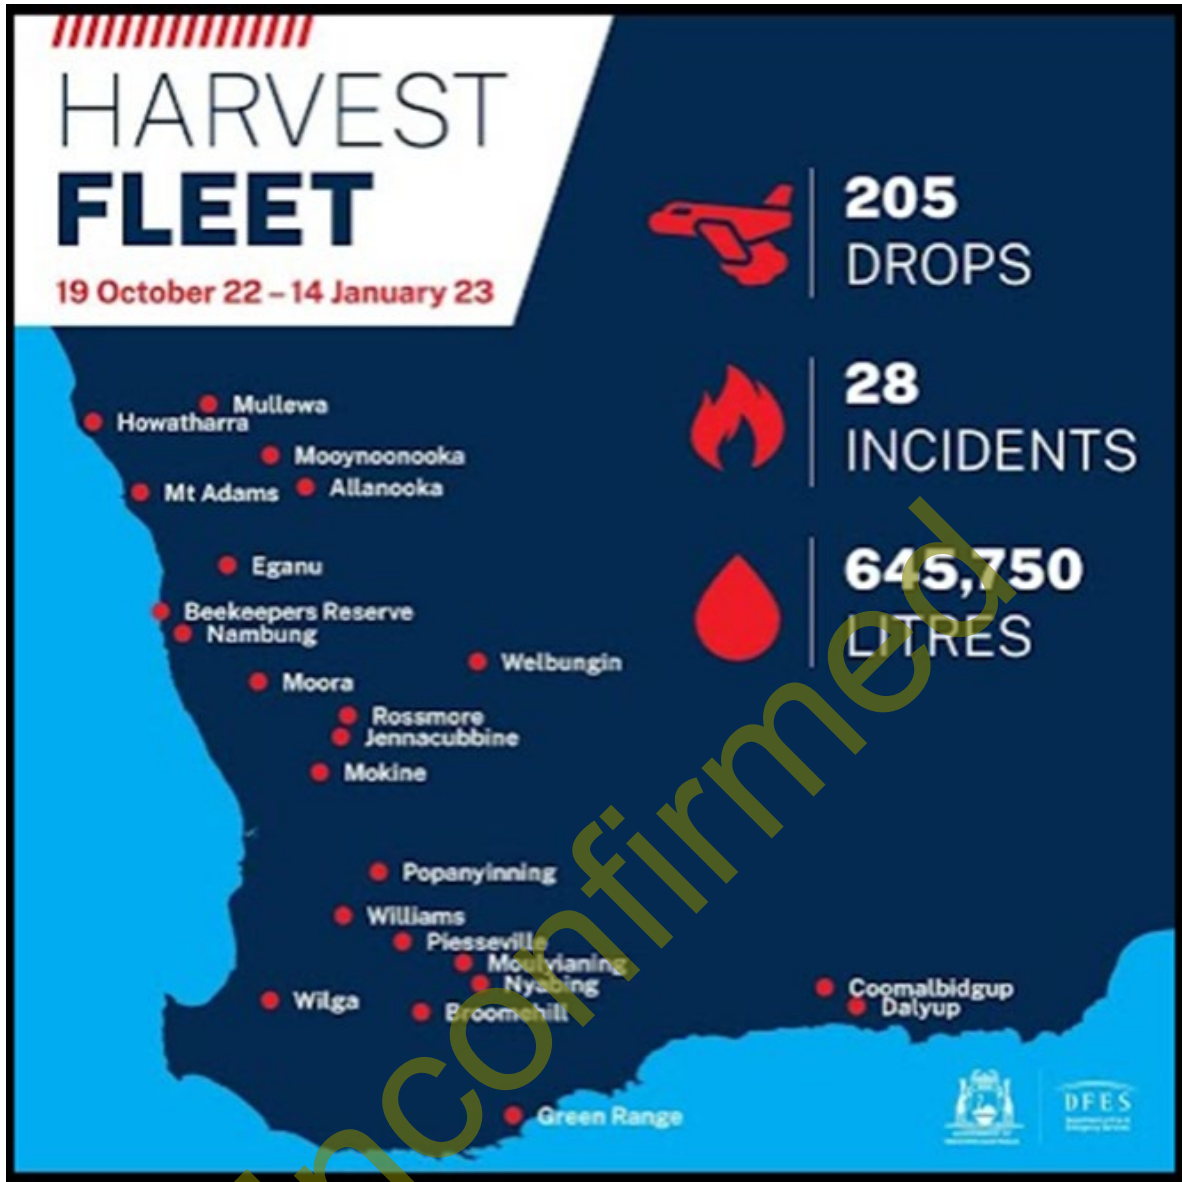 HARVEST
FLEET
19 October 22 – 14 January 23
205
DROPS
28
INCIDENTS
645,750
LITRES
Mullewa
Howatharra
Mooynoonooka
Mt Adams
Allanooka
Eganu
Beekeepers Reserve
Nambung
Welbungin
Moora
Rossmore
Jennacubbine
Mokine
Popanyinning
Williams
Piesseville
Moulyianing
Nyabing
Wilga
Broomehill
Coomalbidgup
Dalyup
Green Range
DFES
nconfirmed